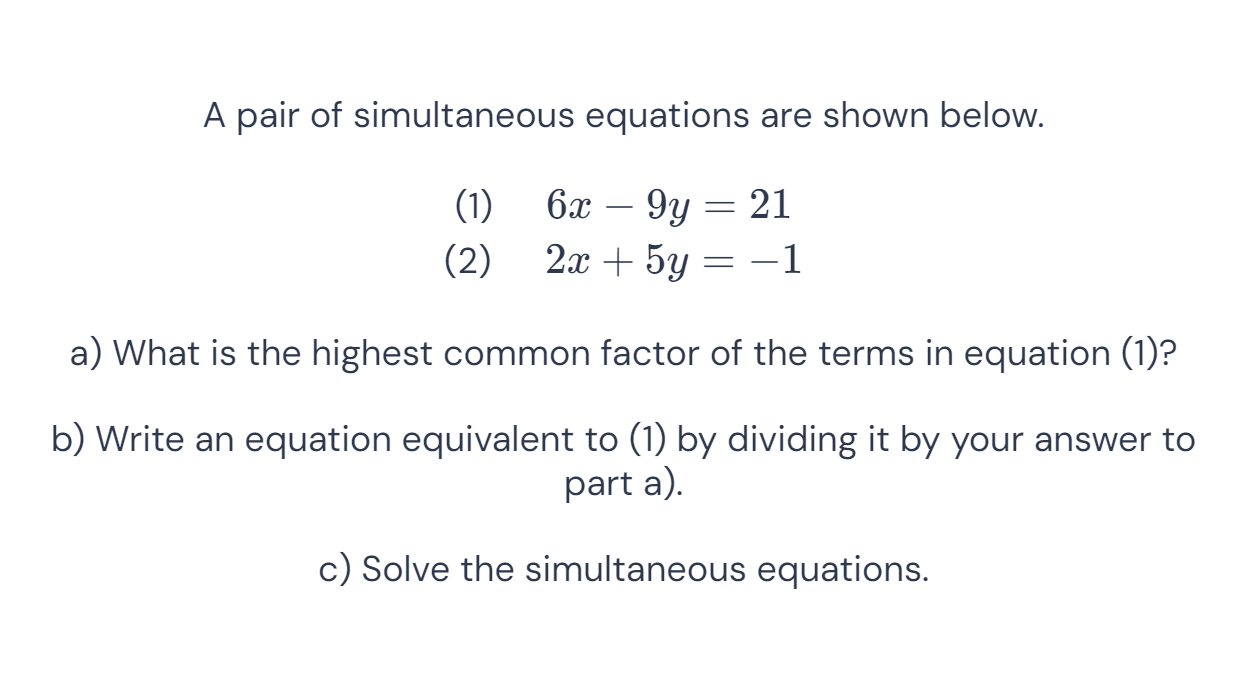 A pair of simultaneous equations are shown below.
(1) 6x − 9y = 21
(2) 2x + 5y = −1
a) What is the highest common factor of the terms in equation (1)?
b) Write an equation equivalent to (1) by dividing it by your answer to
part a).
c) Solve the simultaneous equations.